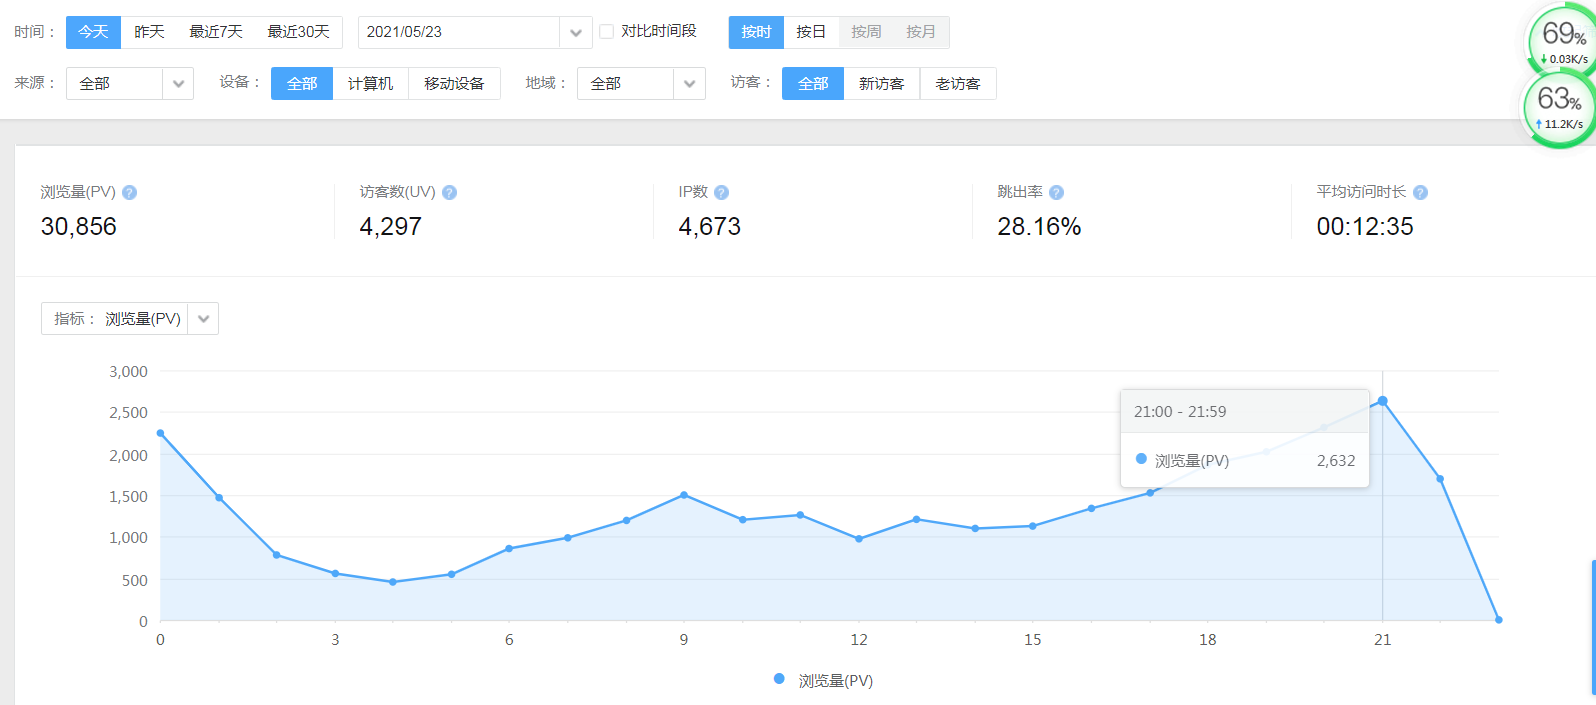 时间： 今天 昨天 最近7天 最近30天 2021/05/23 对比时间段 按时 按日 按周 按月
来源： 全部 设备： 全部 计算机 移动设备 地域： 全部 访客： 全部 新访客 老访客
69%
0.03K/s
63%
11.2K/s
浏览量(PV) ? 访客数(UV) ? IP数 ? 跳出率 ? 平均访问时长 ?
30,856 4,297 4,673 28.16% 00:12:35
指标： 浏览量(PV)
3,000
2,500
2,000
1,500
1,000
500
0
21:00 - 21:59
浏览量(PV) 2,632
0 3 6 9 12 15 18 21
浏览量(PV)